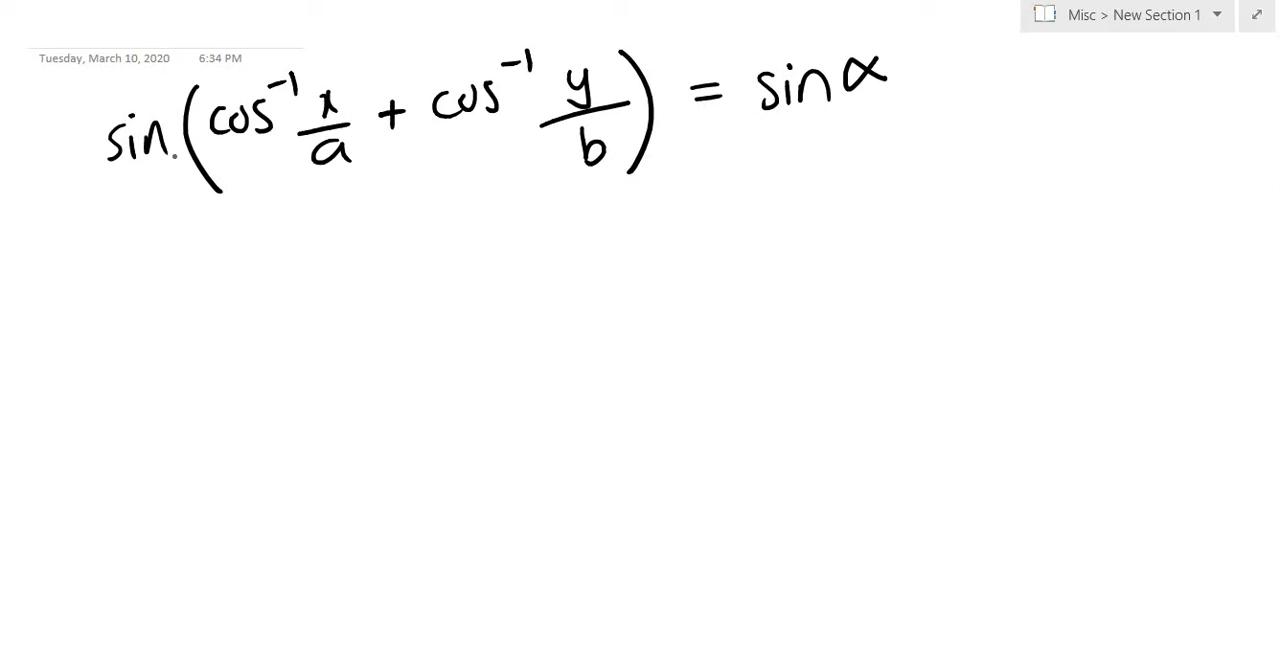 Misc > New Section 1
Tuesday, March 10, 2020 6:34 PM
sin(cos⁻¹ x/a + cos⁻¹ y/b) = sin α